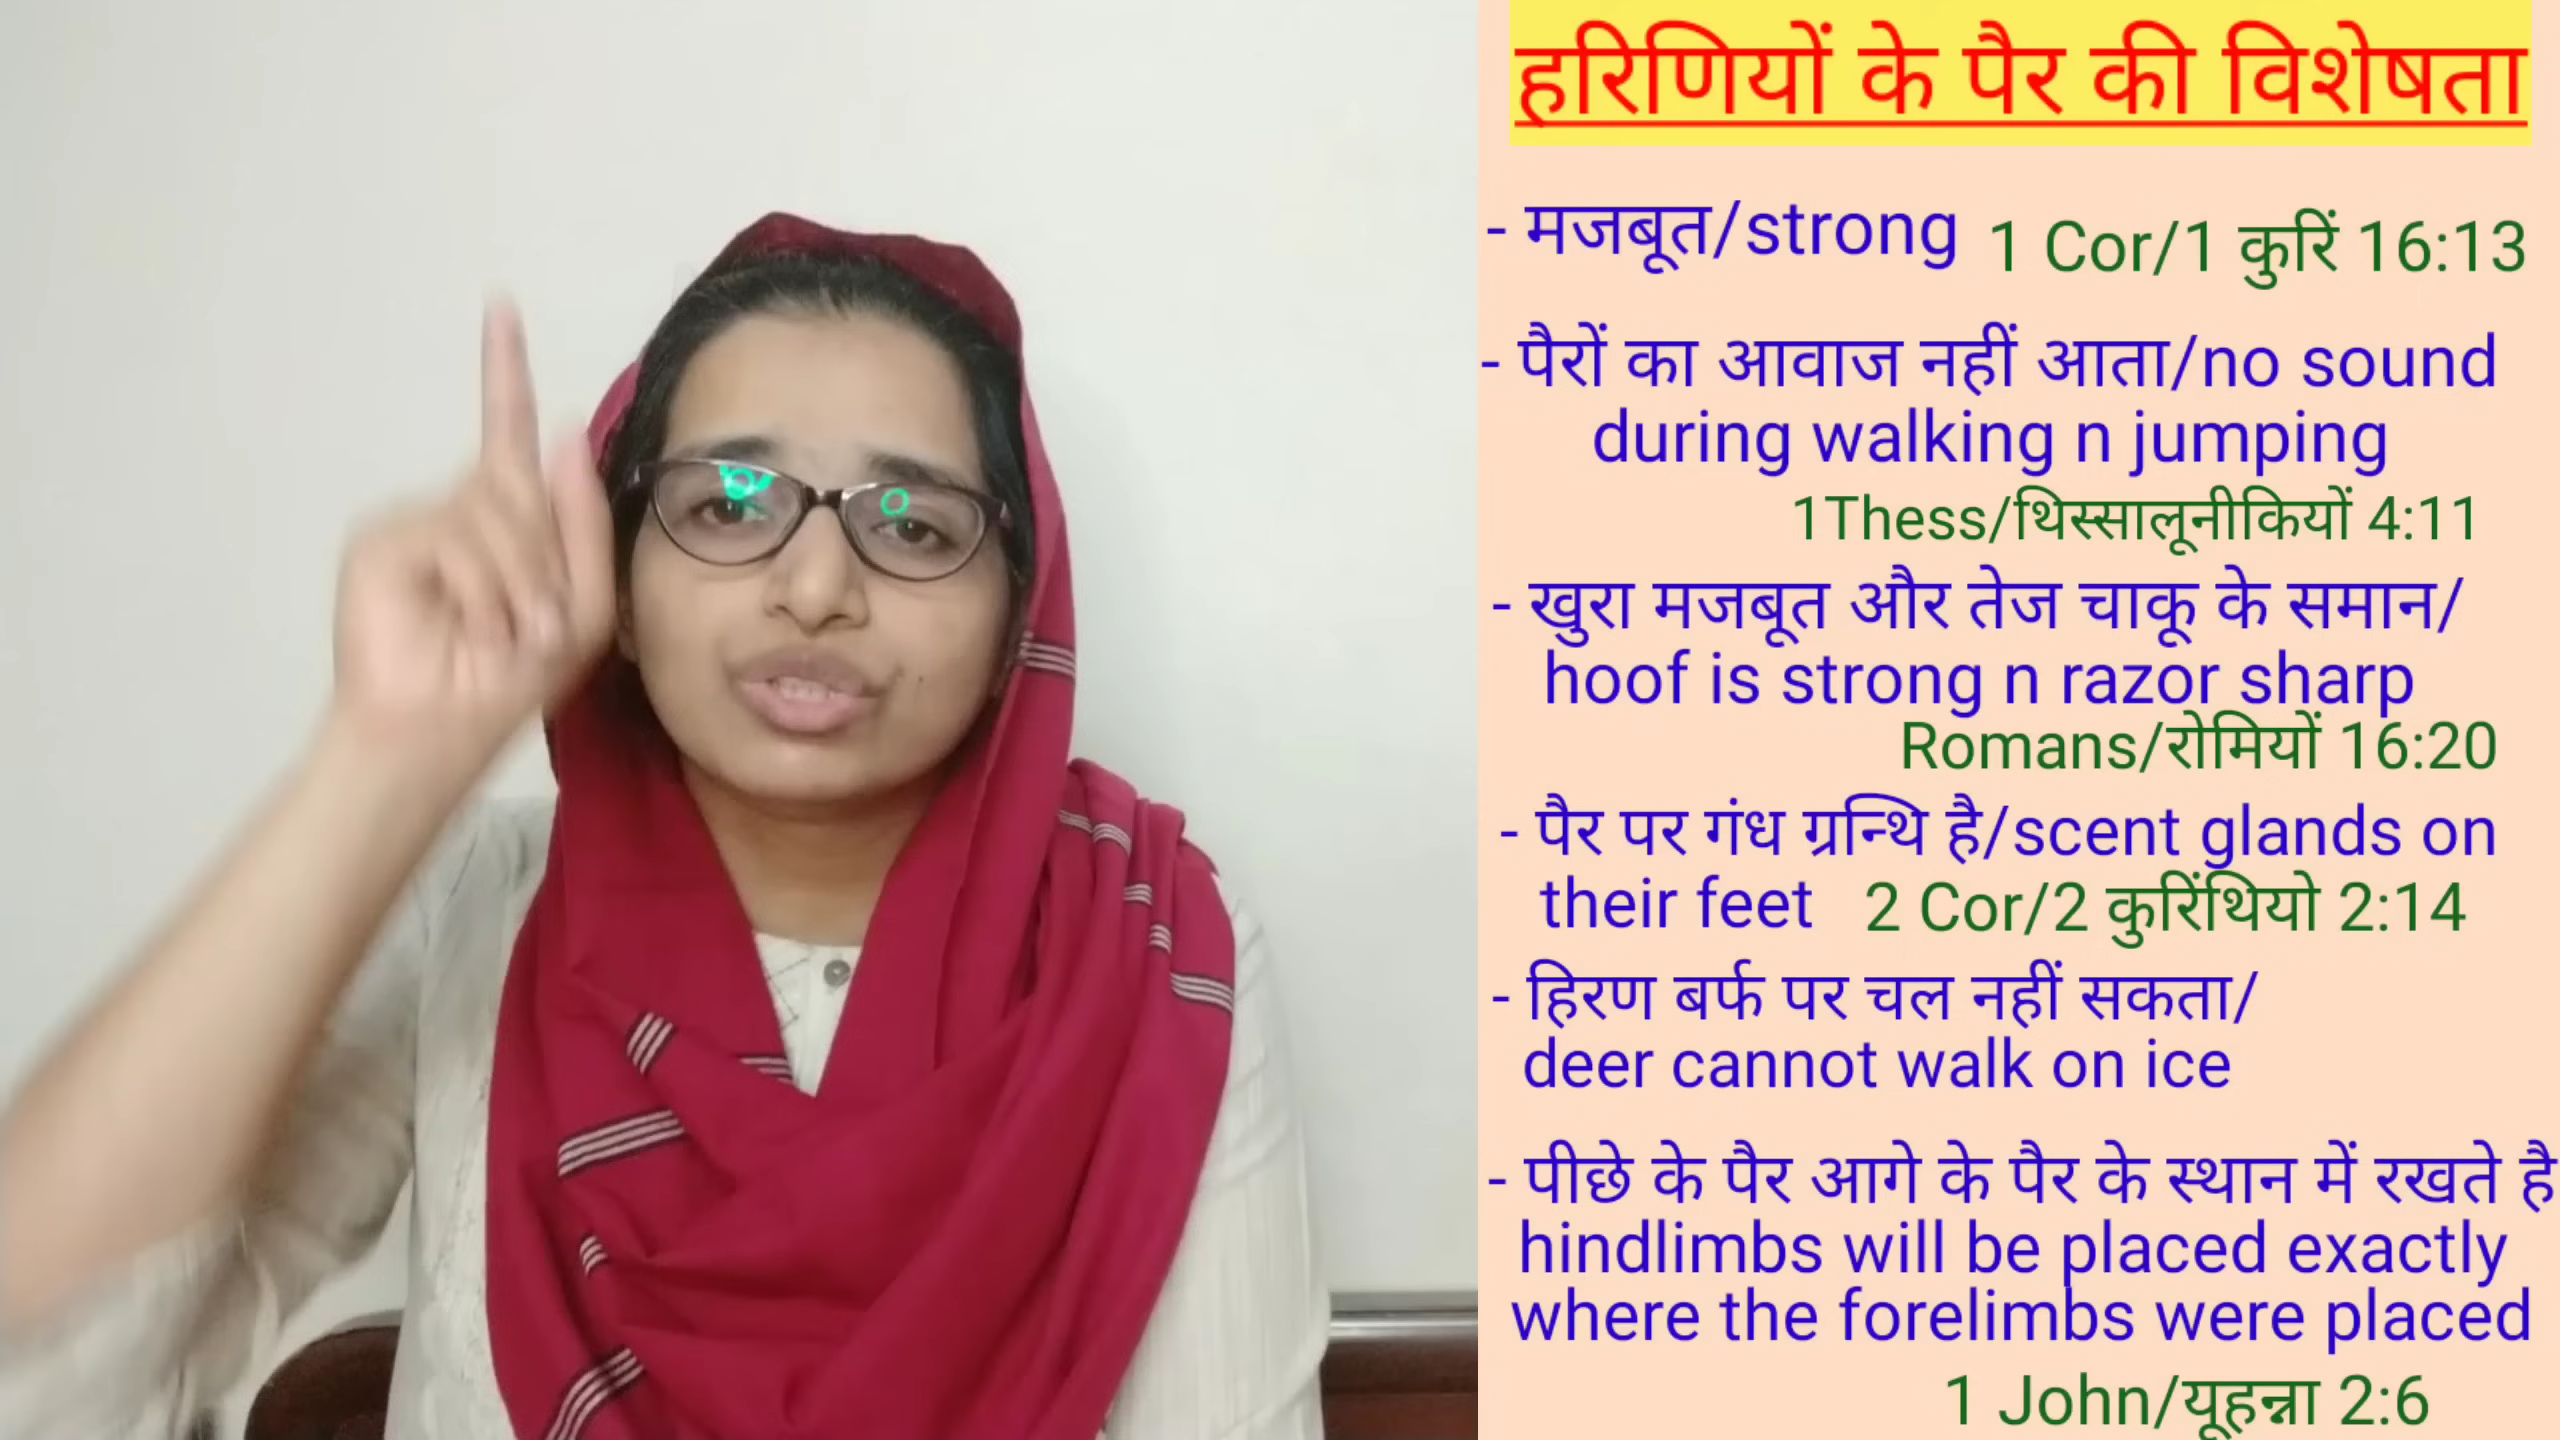 हरिणियों के पैर की विशेषता
- मजबूत/strong 1 Cor/1 कुरिं 16:13
- पैरों का आवाज नहीं आता/no sound
during walking n jumping
1Thess/थिस्सालूनीकियों 4:11
- खुरा मजबूत और तेज चाकू के समान/
hoof is strong n razor sharp
Romans/रोमियों 16:20
- पैर पर गंध ग्रन्थि है/scent glands on
their feet 2 Cor/2 कुरिंथियो 2:14
- हिरण बर्फ पर चल नहीं सकता/
deer cannot walk on ice
- पीछे के पैर आगे के पैर के स्थान में रखते है
hindlimbs will be placed exactly
where the forelimbs were placed
1 John/यूहन्ना 2:6